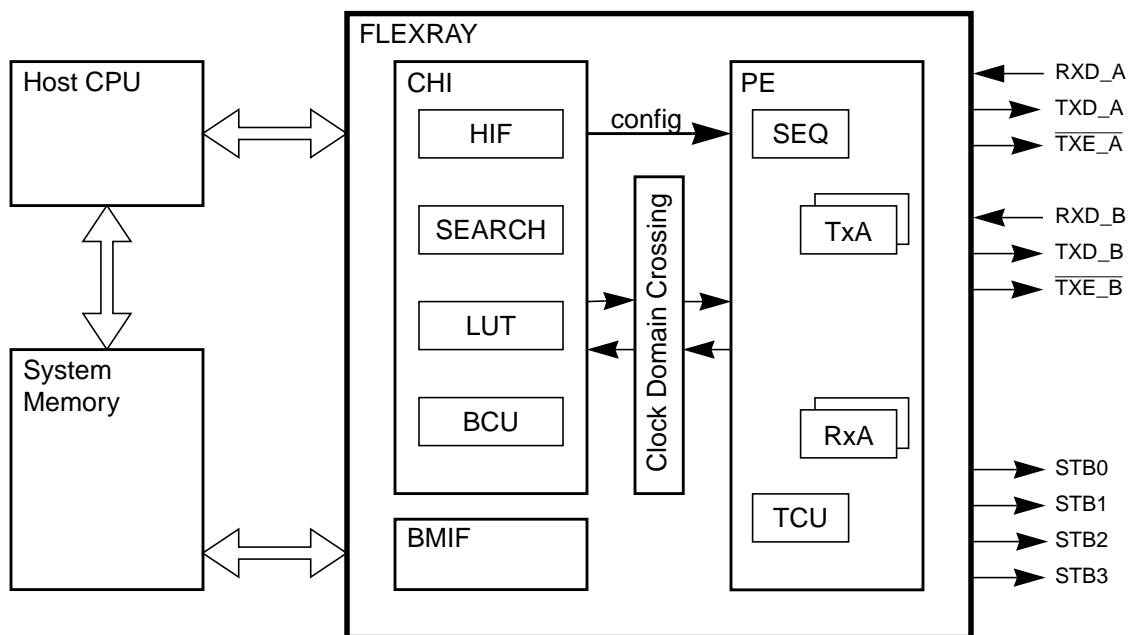 FLEXRAY
Host CPU
CHI
PE
RXD_A
TXD_A
HIF
config
SEQ
TXE_A
SEARCH
TxA
RXD_B
TXD_B
TXE_B
Clock Domain Crossing
LUT
System
Memory
BCU
RxA
STB0
STB1
TCU
BMIF
STB2
STB3